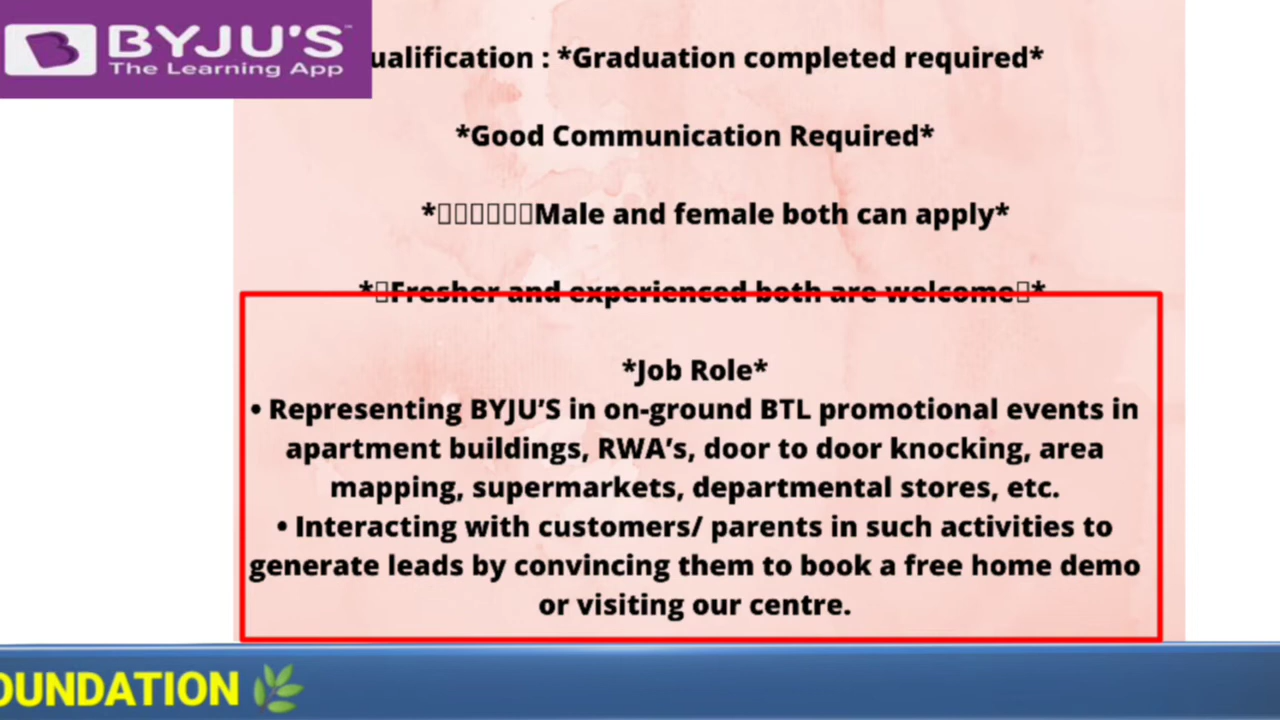 BYJU'S
The Learning App
ualification : *Graduation completed required*
*Good Communication Required*
*▯▯▯▯▯▯Male and female both can apply*
*▯Fresher and experienced both are welcome▯*
*Job Role*
• Representing BYJU'S in on-ground BTL promotional events in
apartment buildings, RWA's, door to door knocking, area
mapping, supermarkets, departmental stores, etc.
• Interacting with customers/ parents in such activities to
generate leads by convincing them to book a free home demo
or visiting our centre.
OUNDATION 🌿